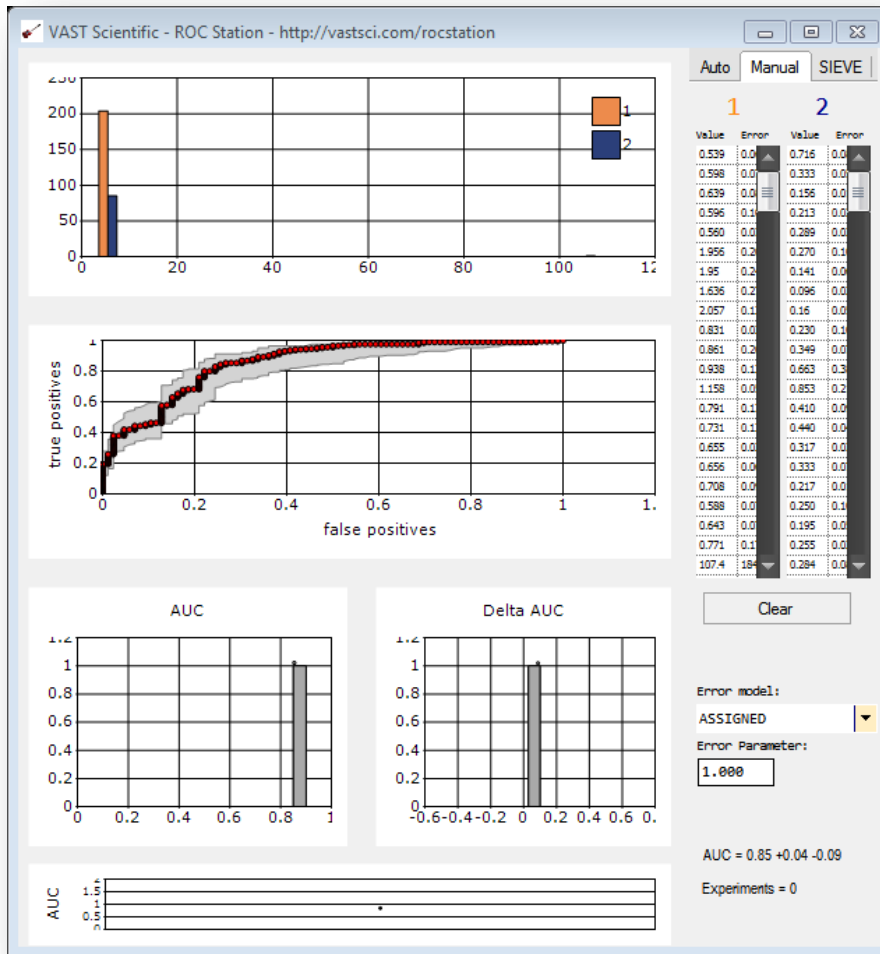 VAST Scientific - ROC Station - http://vastsci.com/rocstation
Auto Manual SIEVE
250
200
150
100
50
0
0 20 40 60 80 100
1
2
1
0.8
0.6
0.4
0.2
0
0 0.2 0.4 0.6 0.8 1
true positives
false positives
AUC
1.2
1
0.8
0.6
0.4
0.2
0
0 0.2 0.4 0.6 0.8 1
Delta AUC
1.2
1
0.8
0.6
0.4
0.2
0
-0.6 -0.4 -0.2 0 0.2 0.4 0.6
AUC
2
1.5
1
0.5
0
1 2
Value Error Value Error
0.539 0.716
0.598 0.333
0.639 0.156
0.596 0.213
0.560 0.289
1.956 0.270
1.95 0.141
1.636 0.096
2.057 0.16
0.831 0.230
0.861 0.349
0.938 0.663
1.158 0.853
0.791 0.410
0.731 0.440
0.655 0.317
0.656 0.333
0.708 0.217
0.588 0.250
0.643 0.195
0.771 0.255
107.4 184 0.284
Clear
Error model:
ASSIGNED
Error Parameter:
1.000
AUC = 0.85 +0.04 -0.09
Experiments = 0